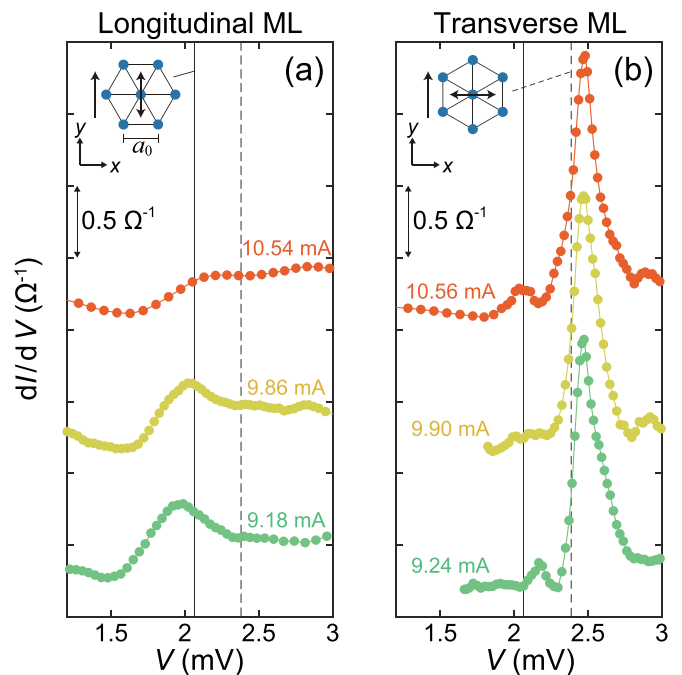 Longitudinal ML
Transverse ML
(a)
(b)
y
x
a₀
y
x
0.5 Ω⁻¹
0.5 Ω⁻¹
10.54 mA
10.56 mA
9.86 mA
9.90 mA
9.18 mA
9.24 mA
dI/dV (Ω⁻¹)
1.5 2 2.5 3
1.5 2 2.5 3
V (mV)
V (mV)